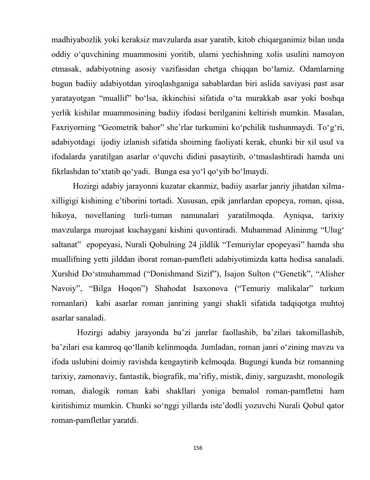 madhiyabozlik yoki keraksiz mavzularda asar yaratib, kitob chiqarganimiz bilan unda
oddiy o‘quvchining muammosini yoritib, ularni yechishning xolis usulini namoyon
etmasak, adabiyotning asosiy vazifasidan chetga chiqqan bo‘lamiz. Odamlarning
bugun badiiy adabiyotdan yiroqlashganiga sabablardan biri aslida saviyasi past asar
yaratayotgan “muallif” bo‘lsa, ikkinchisi sifatida o‘ta murakkab asar yoki boshqa
yerlik kishilar muammosining badiiy ifodasi berilganini keltirish mumkin. Masalan,
Faxriyorning “Geometrik bahor” she’rlar turkumini ko‘pchilik tushunmaydi. To‘g‘ri,
adabiyotdagi ijodiy izlanish sifatida shoirning faoliyati kerak, chunki bir xil usul va
ifodalarda yaratilgan asarlar o‘quvchi didini pasaytirib, o‘tmaslashtiradi hamda uni
fikrlashdan to‘xtatib qo‘yadi. Bunga esa yo‘l qo‘yib bo‘lmaydi.
Hozirgi adabiy jarayonni kuzatar ekanmiz, badiiy asarlar janriy jihatdan xilma-
xilligigi kishining e’tiborini tortadi. Xususan, epik janrlardan epopeya, roman, qissa,
hikoya, novellaning turli-tuman namunalari yaratilmoqda. Ayniqsa, tarixiy
mavzularga murojaat kuchaygani kishini quvontiradi. Muhammad Alininmg “Ulug‘
saltanat” epopeyasi, Nurali Qobulning 24 jildlik “Temuriylar epopeyasi” hamda shu
muallifning yetti jilddan iborat roman-pamfleti adabiyotimizda katta hodisa sanaladi.
Xurshid Do‘stmuhammad (“Donishmand Sizif”), Isajon Sulton (“Genetik”, “Alisher
Navoiy”, “Bilga Hoqon”) Shahodat Isaxonova (“Temuriy malikalar” turkum
romanlari) kabi asarlar roman janrining yangi shakli sifatida tadqiqotga muhtoj
asarlar sanaladi.
Hozirgi adabiy jarayonda ba’zi janrlar faollashib, ba’zilari takomillashib,
ba’zilari esa kamroq qo‘llanib kelinmoqda. Jumladan, roman janri o‘zining mavzu va
ifoda uslubini doimiy ravishda kengaytirib kelmoqda. Bugungi kunda biz romanning
tarixiy, zamonaviy, fantastik, biografik, ma’rifiy, mistik, diniy, sarguzasht, monologik
roman, dialogik roman kabi shakllari yoniga bemalol roman-pamfletni ham
kiritishimiz mumkin. Chunki so‘nggi yillarda iste’dodli yozuvchi Nurali Qobul qator
roman-pamfletlar yaratdi.
156